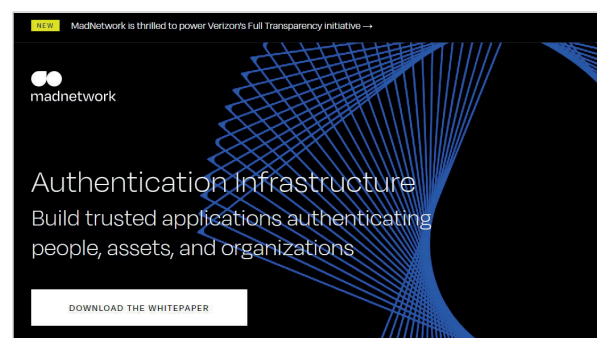 NEW MadNetwork is thrilled to power Verizon's Full Transparency initiative →
madnetwork
Authentication Infrastructure
Build trusted applications authenticating
people, assets, and organizations
DOWNLOAD THE WHITEPAPER